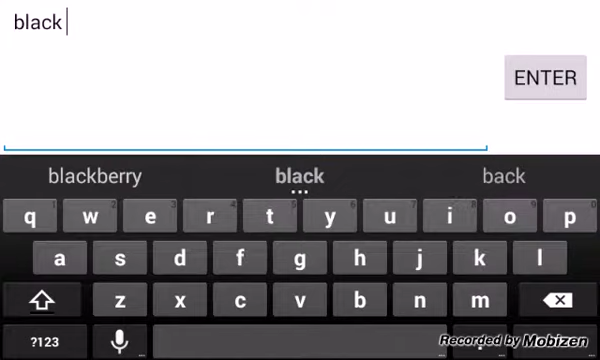 black
ENTER
blackberry black back
q w e r t y u i o p
a s d f g h j k l
z x c v b n m
?123
Recorded by Mobizen